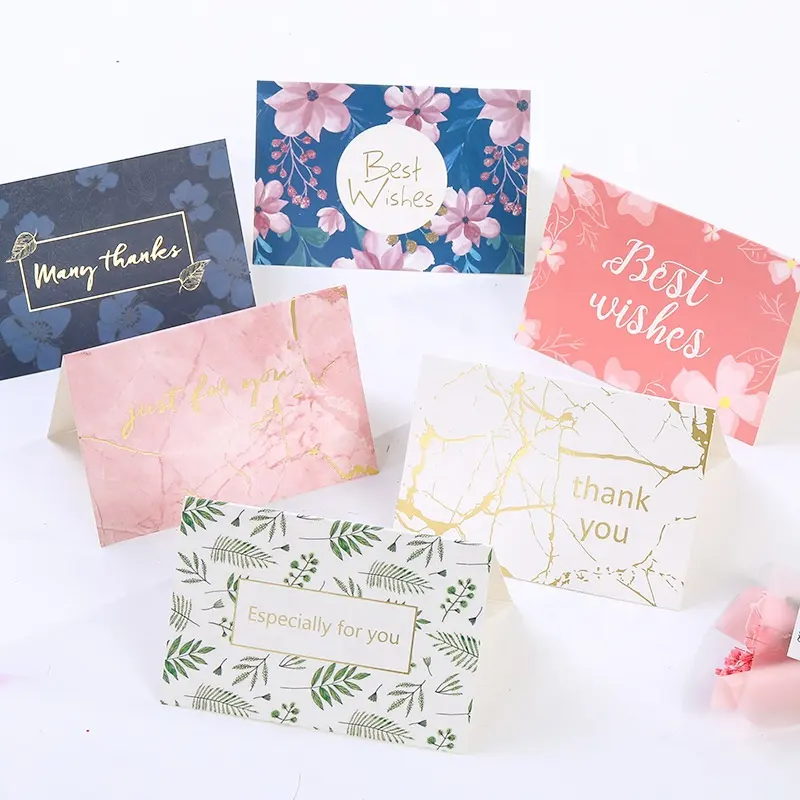 Best
Wishes
Many thanks
Best
wishes
just for you
thank
you
Especially for you